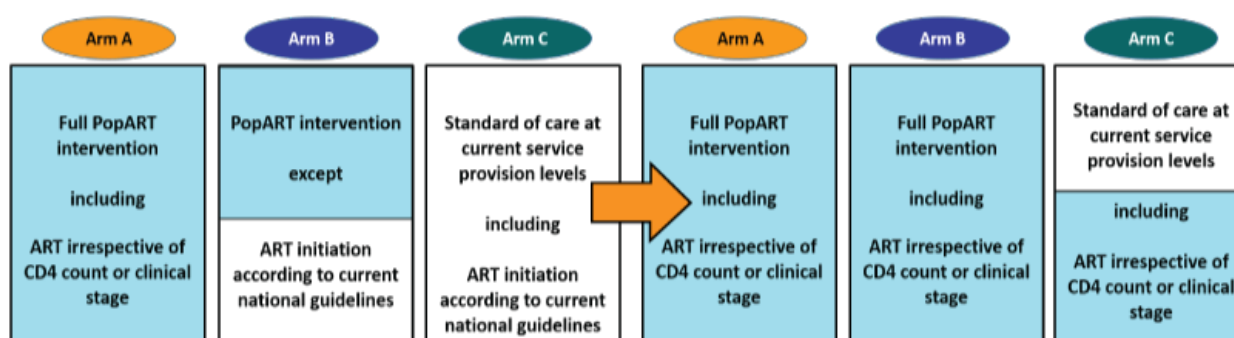 Arm A
Full PopART
intervention
including
ART irrespective of
CD4 count or clinical
stage
Arm B
PopART intervention
except
ART initiation
according to current
national guidelines
Arm C
Standard of care at
current service
provision levels
including
ART initiation
according to current
national guidelines
Arm A
Full PopART
intervention
including
ART irrespective of
CD4 count or clinical
stage
Arm B
Full PopART
intervention
including
ART irrespective of
CD4 count or clinical
stage
Arm C
Standard of care at
current service
provision levels
including
ART irrespective of
CD4 count or clinical
stage